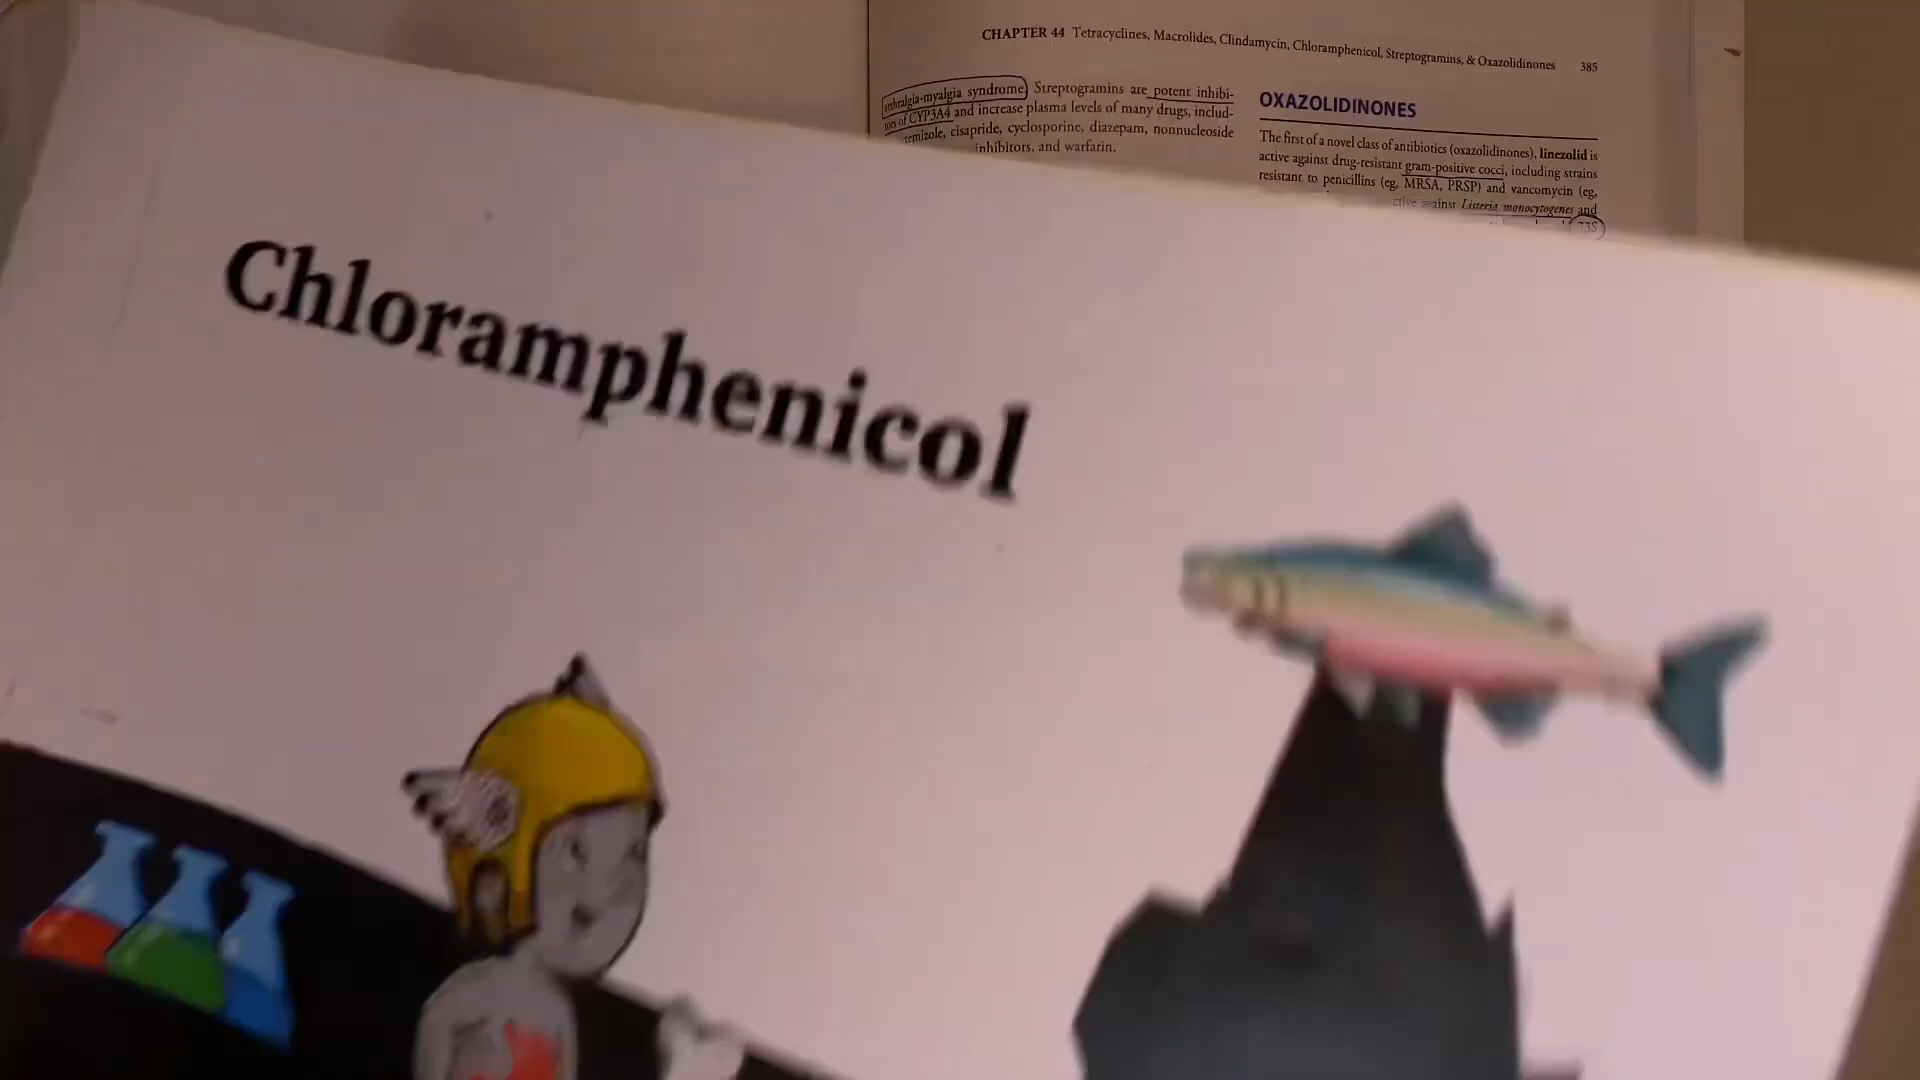 CHAPTER 44 Tetracyclines, Macrolides, Clindamycin, Chloramphenicol, Streptogramins, & Oxazolidinones 385
arthralgia-myalgia syndrome. Streptogramins are potent inhibi-
tors of CYP3A4 and increase plasma levels of many drugs, includ-
temizole, cisapride, cyclosporine, diazepam, nonnucleoside
inhibitors, and warfarin.
OXAZOLIDINONES
The first of a novel class of antibiotics (oxazolidinones), linezolid is
active against drug-resistant gram-positive cocci, including strains
resistant to penicillins (eg, MRSA, PRSP) and vancomycin (eg,
against Listeria monocytogenes and
23S
Chloramphenicol